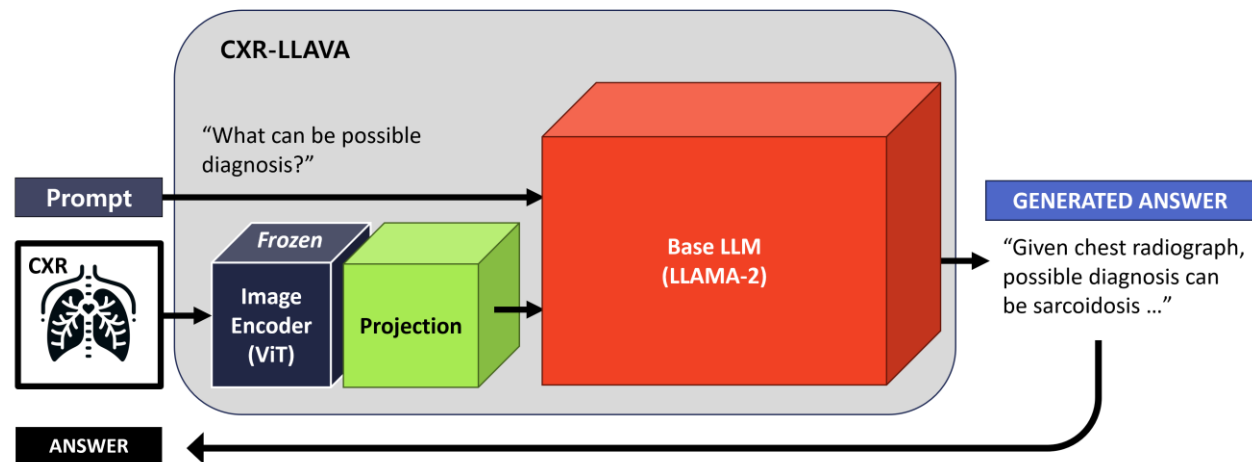 CXR-LLAVA
“What can be possible
diagnosis?”
Prompt
GENERATED ANSWER
Frozen
CXR
Image
Encoder
(ViT)
Projection
Base LLM
(LLAMA-2)
“Given chest radiograph,
possible diagnosis can
be sarcoidosis ...”
ANSWER